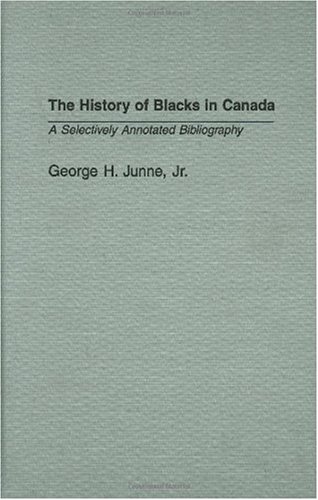 The History of Blacks in Canada
A Selectively Annotated Bibliography
George H. Junne, Jr.